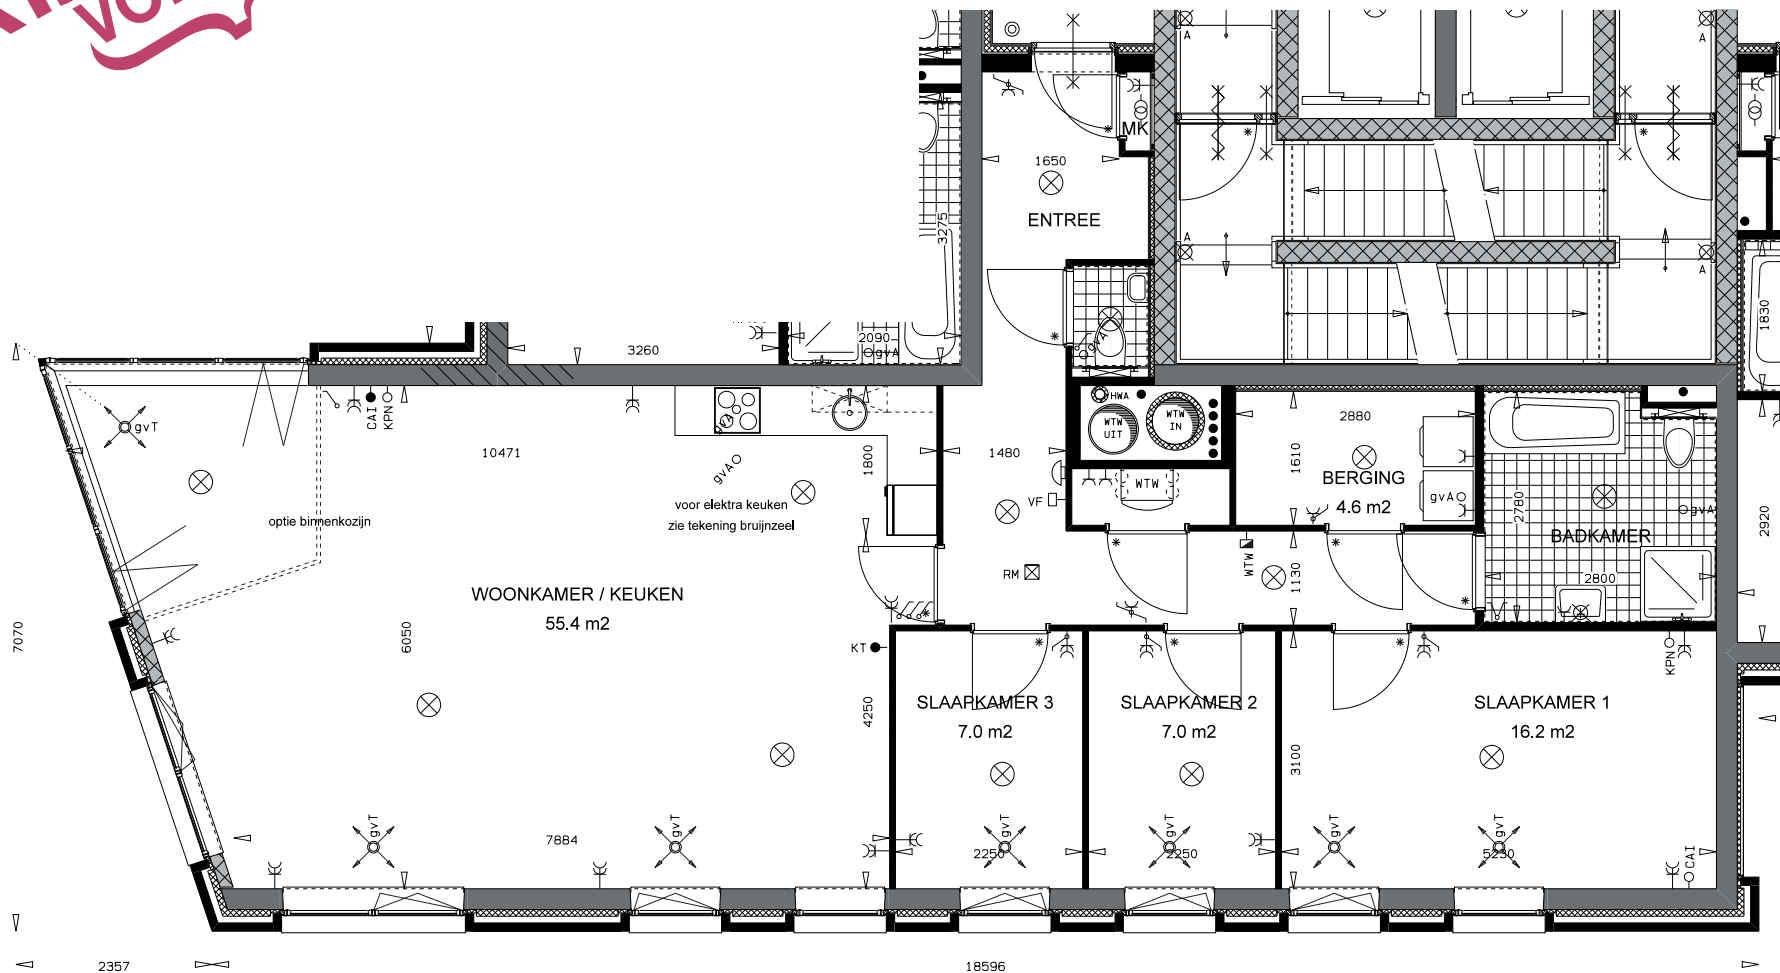 VO
A
A
MK
1650
ENTREE
3275
A
A
1830
2090
gvA
3260
gvA
gvT
CAI
KPN
gvA
HWA
WTW
UIT
WTW
IN
2880
10471
1800
1480
1610
BERGING
4.6 m2
gvA
gvA
WTW
VF
voor elektra keuken
zie tekening bruijnzeel
optie binnenkozijn
2780
gvA
2920
BADKAMER
WTW
1130
RM
2800
WOONKAMER / KEUKEN
55.4 m2
7070
6050
KT
KPN
4250
SLAAPKAMER 3
7.0 m2
SLAAPKAMER 2
7.0 m2
SLAAPKAMER 1
16.2 m2
3100
gvT
gvT
gvT
gvT
gvT
gvT
7884
2250
2250
5230
CAI
2357
18596